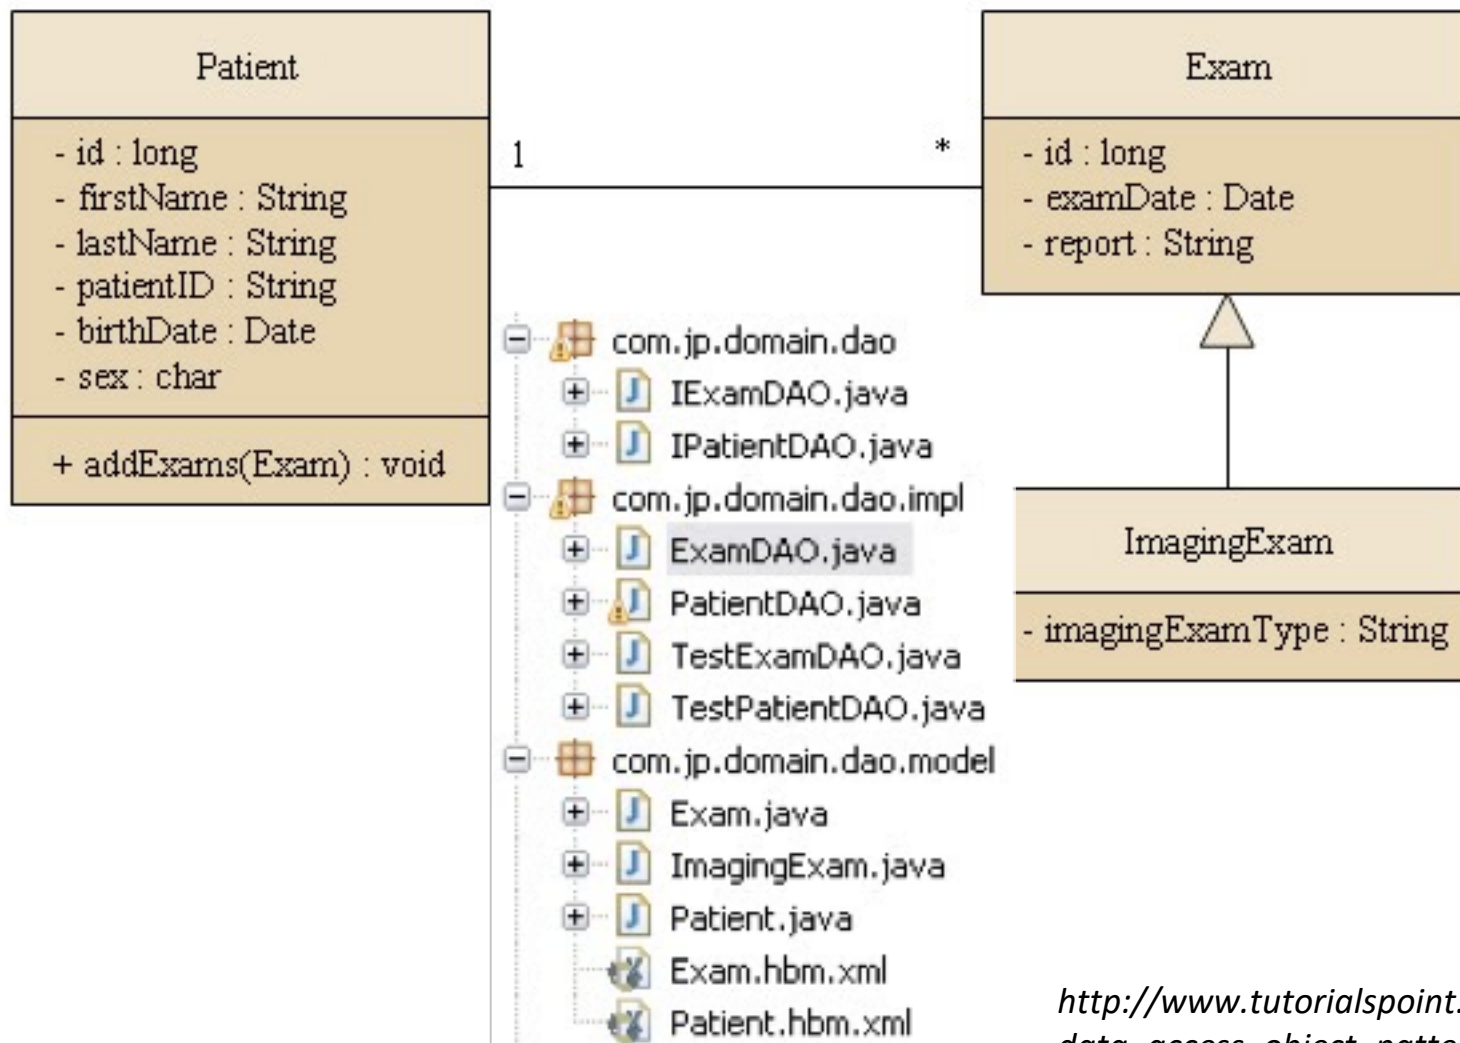 Patient
- id : long
- firstName : String
- lastName : String
- patientID : String
- birthDate : Date
- sex : char
+ addExams(Exam) : void
1
*
Exam
- id : long
- examDate : Date
- report : String
ImagingExam
- imagingExamType : String
com.jp.domain.dao
IExamDAO.java
IPatientDAO.java
com.jp.domain.dao.impl
ExamDAO.java
PatientDAO.java
TestExamDAO.java
TestPatientDAO.java
com.jp.domain.dao.model
Exam.java
ImagingExam.java
Patient.java
Exam.hbm.xml
Patient.hbm.xml
http://www.tutorialspoint.
data_access_object_patte